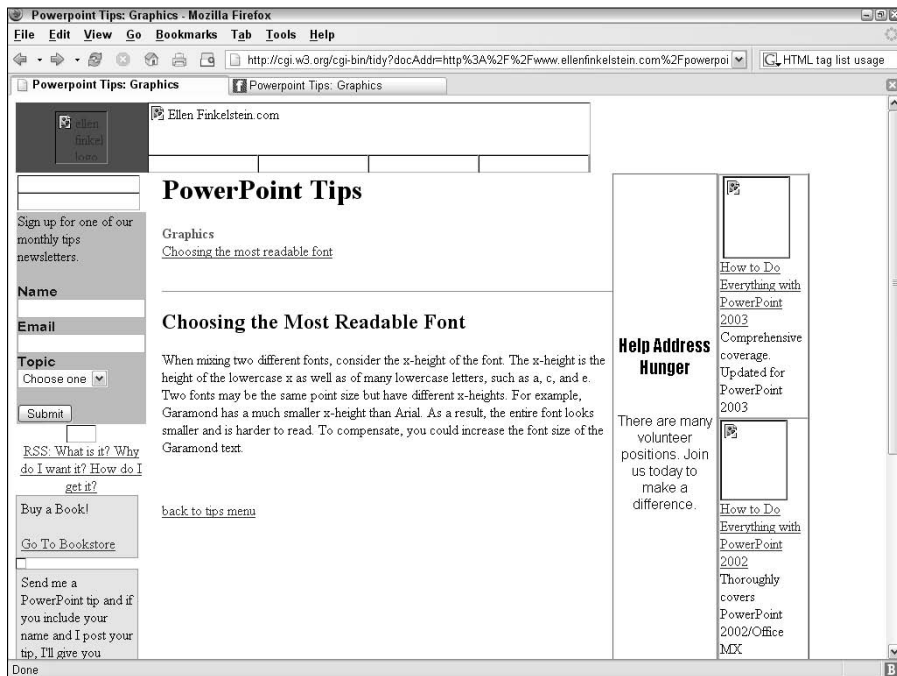 Powerpoint Tips: Graphics - Mozilla Firefox
File Edit View Go Bookmarks Tab Tools Help
http://cgi.w3.org/cgi-bin/tidy?docAddr=http%3A%2F%2Fwww.ellenfinkelstein.com%2Fpowerpoi
HTML tag list usage
Powerpoint Tips: Graphics
Powerpoint Tips: Graphics
ellen
finkel
logo
Ellen Finkelstein.com
Sign up for one of our
monthly tips
newsletters.
Name
Email
Topic
Choose one
Submit
RSS: What is it? Why
do I want it? How do I
get it?
Buy a Book!
Go To Bookstore
Send me a
PowerPoint tip and if
you include your
name and I post your
tip, I'll give you
PowerPoint Tips
Graphics
Choosing the most readable font
Choosing the Most Readable Font
When mixing two different fonts, consider the x-height of the font. The x-height is the
height of the lowercase x as well as of many lowercase letters, such as a, c, and e.
Two fonts may be the same point size but have different x-heights. For example,
Garamond has a much smaller x-height than Arial. As a result, the entire font looks
smaller and is harder to read. To compensate, you could increase the font size of the
Garamond text.
back to tips menu
Help Address
Hunger
There are many
volunteer
positions. Join
us today to
make a
difference.
How to Do
Everything with
PowerPoint
2003
Comprehensive
coverage.
Updated for
PowerPoint
2003
How to Do
Everything with
PowerPoint
2002
Thoroughly
covers
PowerPoint
2002/Office
MX
Done